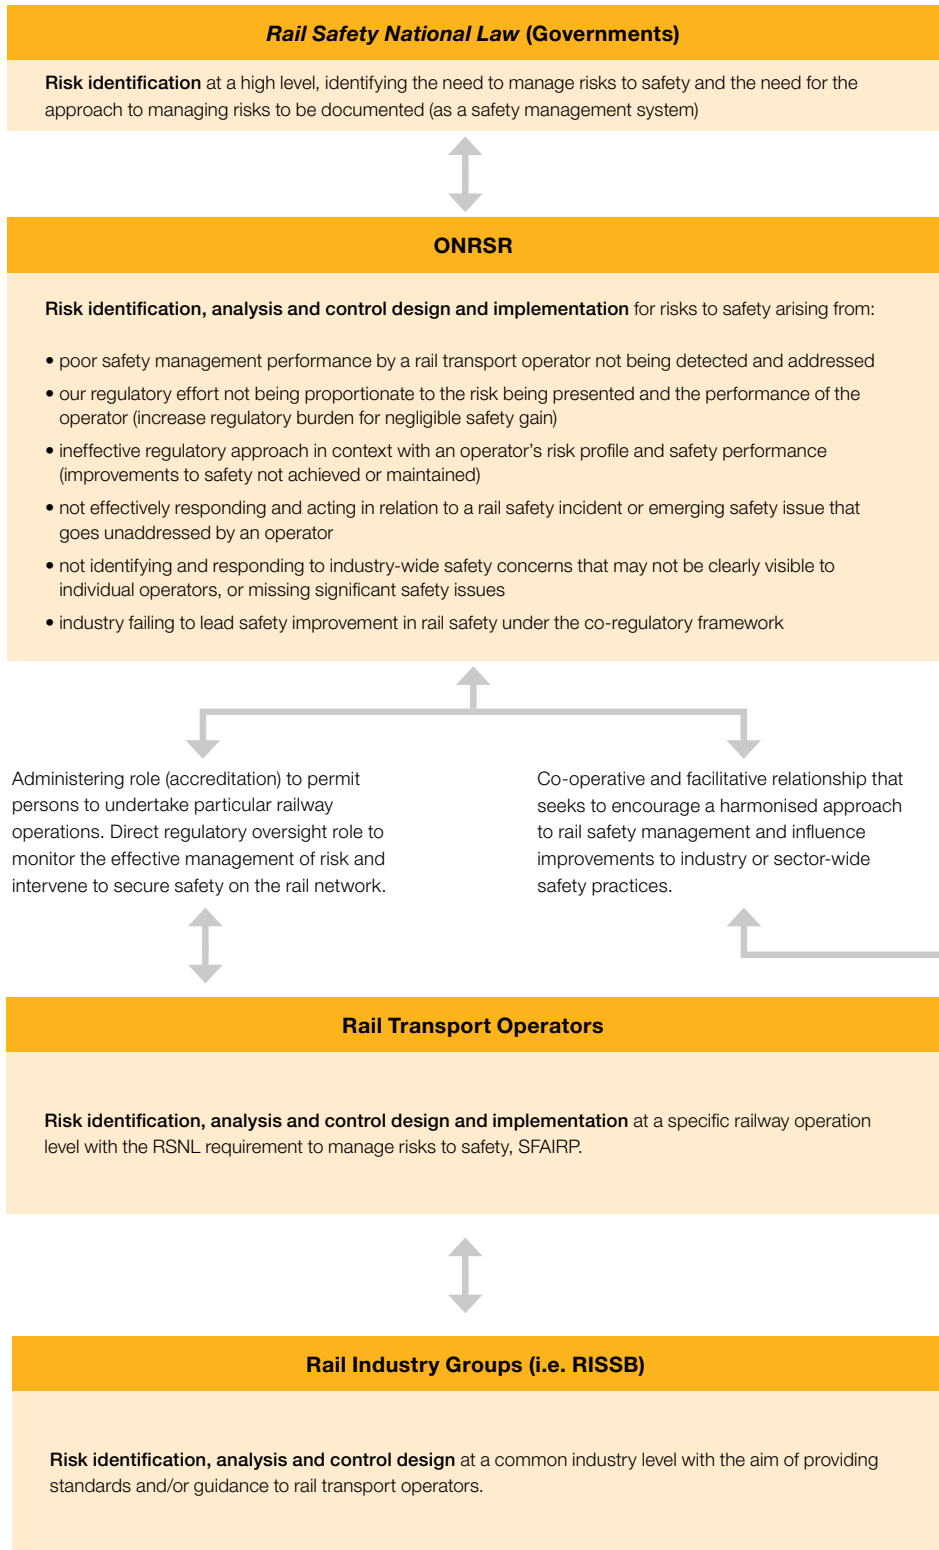 Rail Safety National Law (Governments)
Risk identification at a high level, identifying the need to manage risks to safety and the need for the
approach to managing risks to be documented (as a safety management system)
ONRSR
Risk identification, analysis and control design and implementation for risks to safety arising from:
• poor safety management performance by a rail transport operator not being detected and addressed
• our regulatory effort not being proportionate to the risk being presented and the performance of the
operator (increase regulatory burden for negligible safety gain)
• ineffective regulatory approach in context with an operator's risk profile and safety performance
(improvements to safety not achieved or maintained)
• not effectively responding and acting in relation to a rail safety incident or emerging safety issue that
goes unaddressed by an operator
• not identifying and responding to industry-wide safety concerns that may not be clearly visible to
individual operators, or missing significant safety issues
• industry failing to lead safety improvement in rail safety under the co-regulatory framework
Administering role (accreditation) to permit
persons to undertake particular railway
operations. Direct regulatory oversight role to
monitor the effective management of risk and
intervene to secure safety on the rail network.
Co-operative and facilitative relationship that
seeks to encourage a harmonised approach
to rail safety management and influence
improvements to industry or sector-wide
safety practices.
Rail Transport Operators
Risk identification, analysis and control design and implementation at a specific railway operation
level with the RSNL requirement to manage risks to safety, SFAIRP.
Rail Industry Groups (i.e. RISSB)
Risk identification, analysis and control design at a common industry level with the aim of providing
standards and/or guidance to rail transport operators.